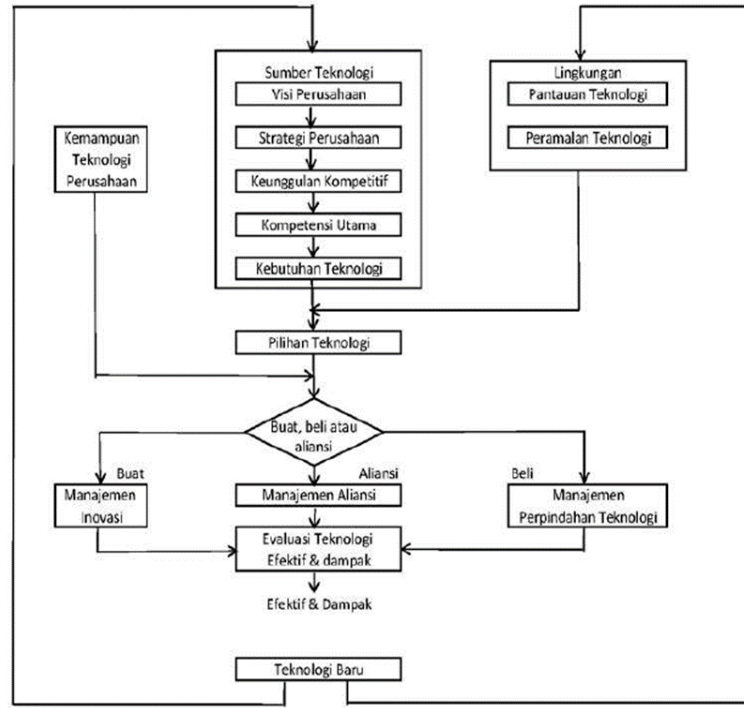 Sumber Teknologi
Visi Perusahaan
Strategi Perusahaan
Keunggulan Kompetitif
Kompetensi Utama
Kebutuhan Teknologi
Lingkungan
Pantauan Teknologi
Peramalan Teknologi
Kemampuan
Teknologi
Perusahaan
Pilihan Teknologi
Buat, beli atau
aliansi
Buat
Aliansi
Beli
Manajemen
Inovasi
Manajemen Aliansi
Manajemen
Perpindahan Teknologi
Evaluasi Teknologi
Efektif & dampak
Efektif & Dampak
Teknologi Baru